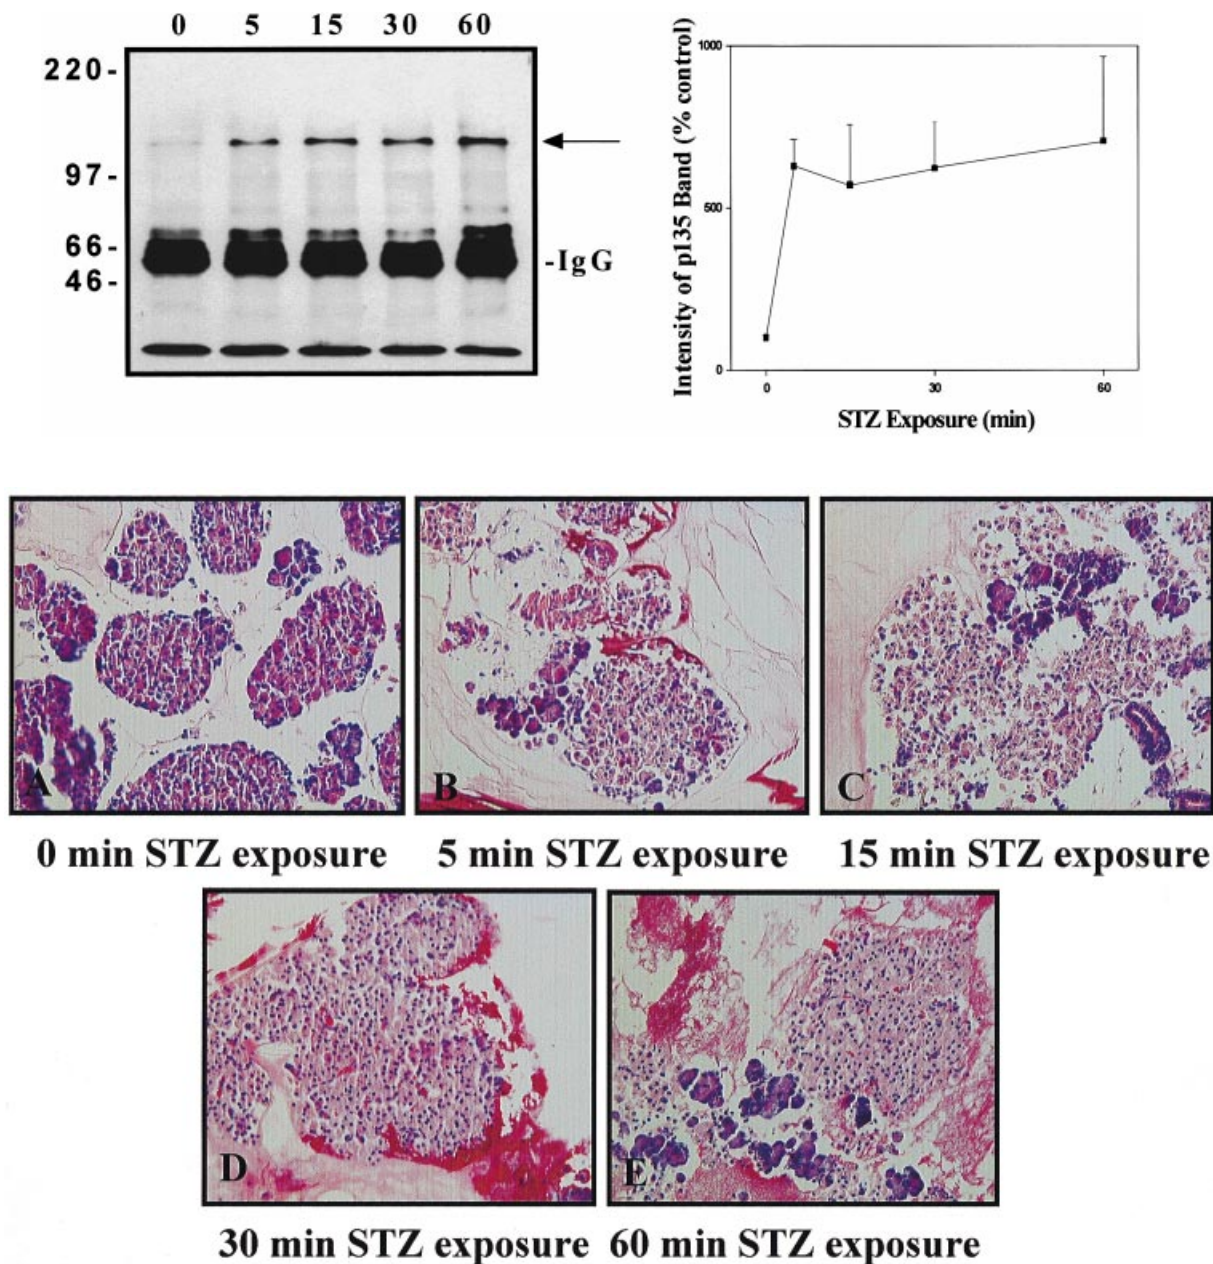 0 5 15 30 60
220-
97-
66-
46-
-IgG
Intensity of p135 Band (% control)
1000
500
0
0 30 60
STZ Exposure (min)
A
B
C
0 min STZ exposure
5 min STZ exposure
15 min STZ exposure
D
E
30 min STZ exposure
60 min STZ exposure